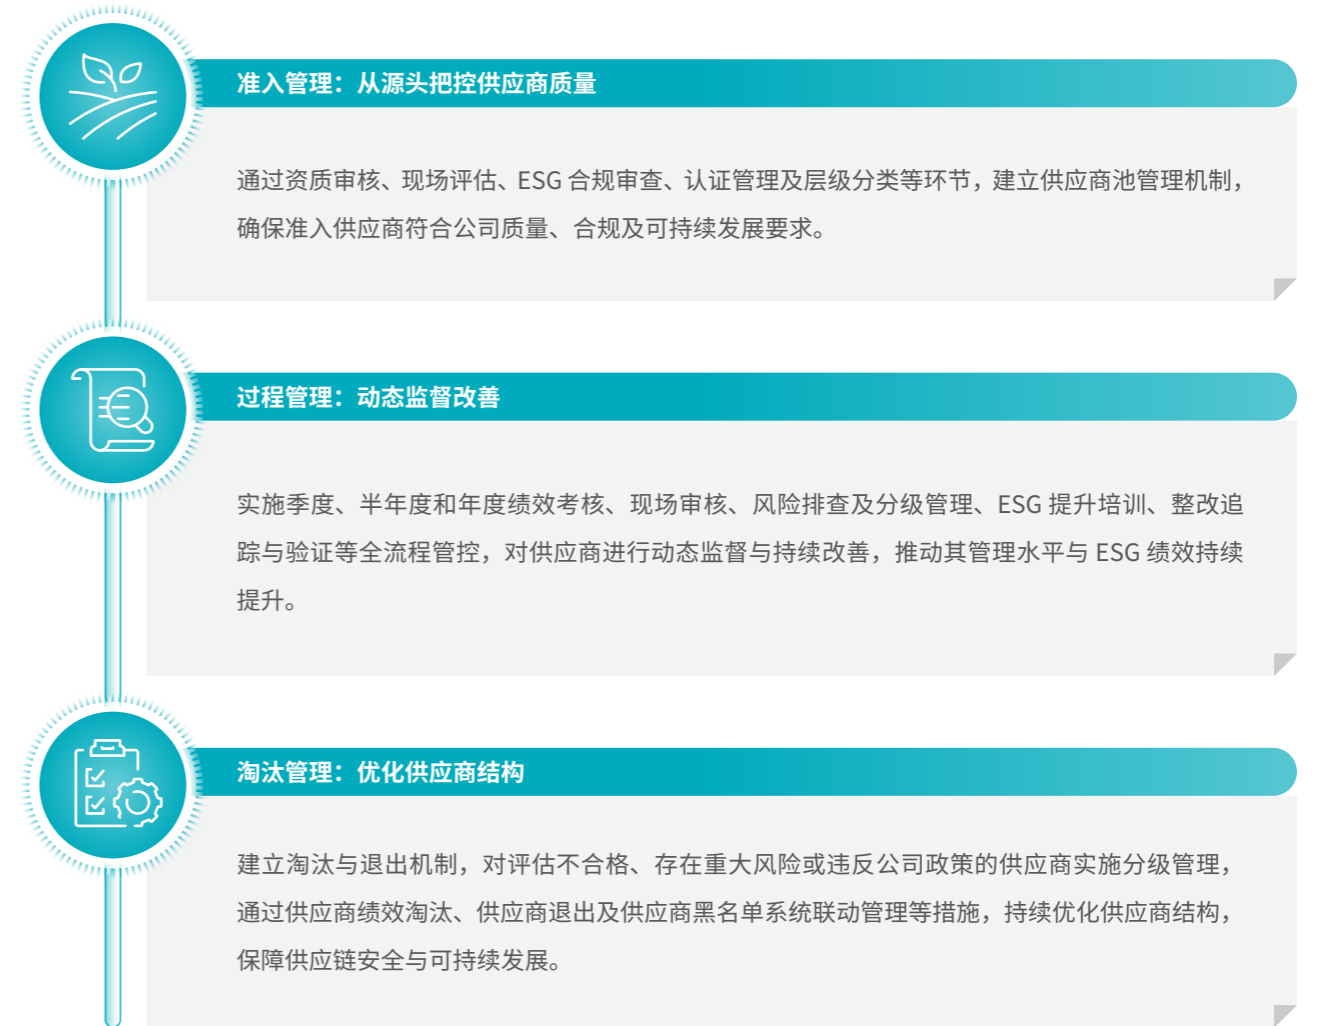 准入管理：从源头把控供应商质量
通过资质审核、现场评估、ESG 合规审查、认证管理及层级分类等环节，建立供应商池管理机制，
确保准入供应商符合公司质量、合规及可持续发展要求。
过程管理：动态监督改善
实施季度、半年度和年度绩效考核、现场审核、风险排查及分级管理、ESG 提升培训、整改追
踪与验证等全流程管控，对供应商进行动态监督与持续改善，推动其管理水平与 ESG 绩效持续
提升。
淘汰管理：优化供应商结构
建立淘汰与退出机制，对评估不合格、存在重大风险或违反公司政策的供应商实施分级管理，
通过供应商绩效淘汰、供应商退出及供应商黑名单系统联动管理等措施，持续优化供应商结构，
保障供应链安全与可持续发展。